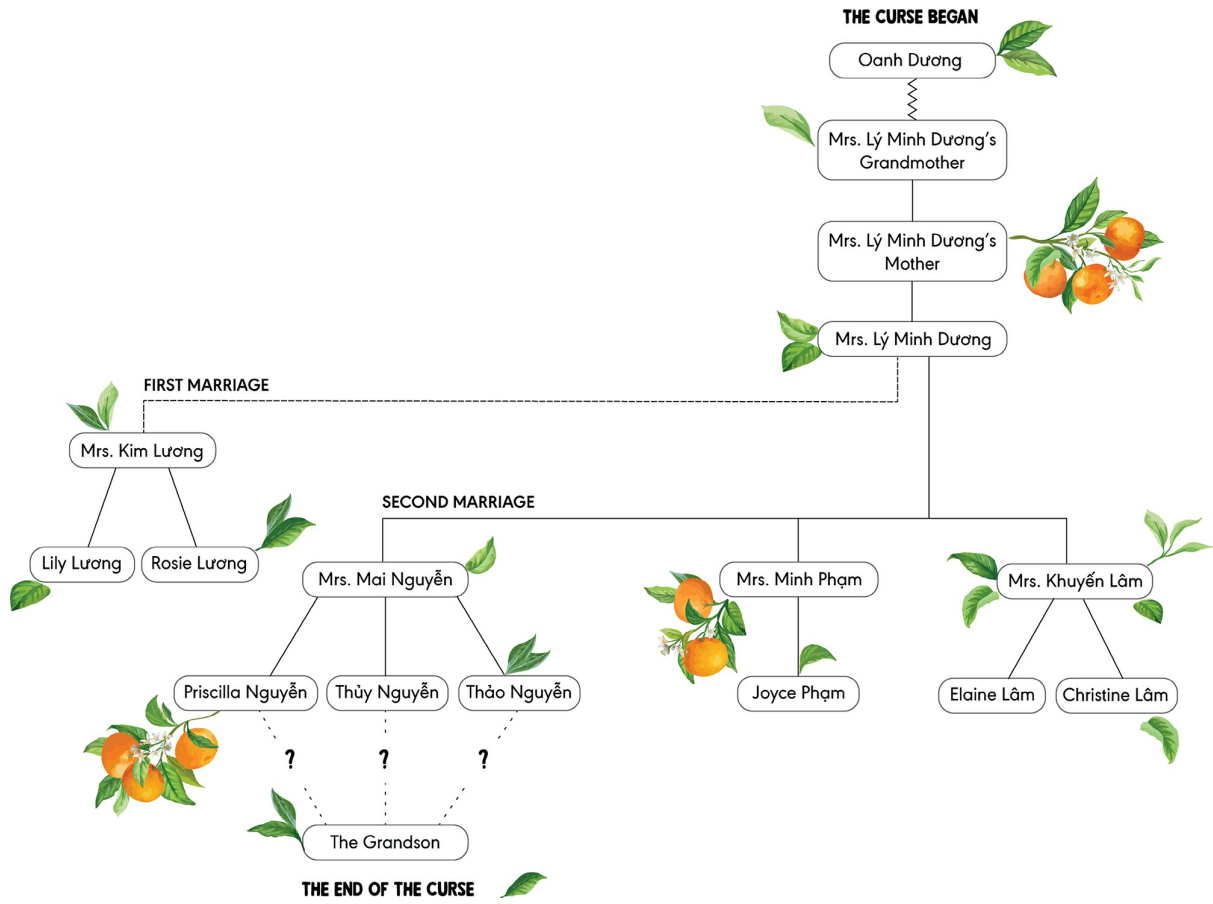 THE CURSE BEGAN
Oanh Dương
Mrs. Lý Minh Dương's
Grandmother
Mrs. Lý Minh Dương's
Mother
Mrs. Lý Minh Dương
FIRST MARRIAGE
Mrs. Kim Lương
Lily Lương
Rosie Lương
SECOND MARRIAGE
Mrs. Mai Nguyễn
Mrs. Minh Phạm
Mrs. Khuyến Lâm
Priscilla Nguyễn
Thủy Nguyễn
Thảo Nguyễn
Joyce Phạm
Elaine Lâm
Christine Lâm
? ? ?
The Grandson
THE END OF THE CURSE